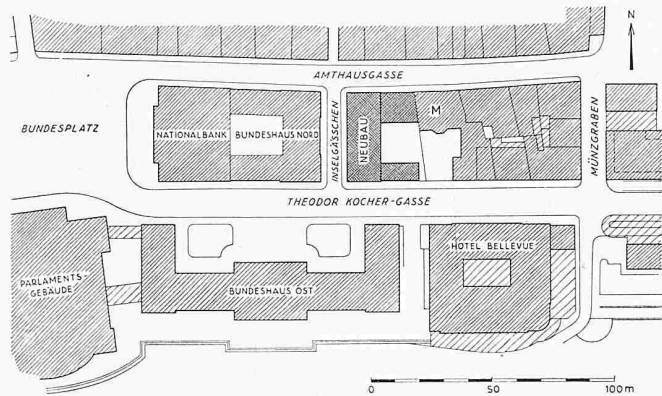 N
AMTHAUSGASSE
BUNDESPLATZ
NATIONALBANK
BUNDESHAUS NORD
INSELGÄSSCHEN
NEUBAU
M
MÜNZGRABEN
THEODOR KOCHER-GASSE
PARLAMENTS-
GEBÄUDE
BUNDESHAUS OST
HOTEL BELLEVUE
0 50 100m